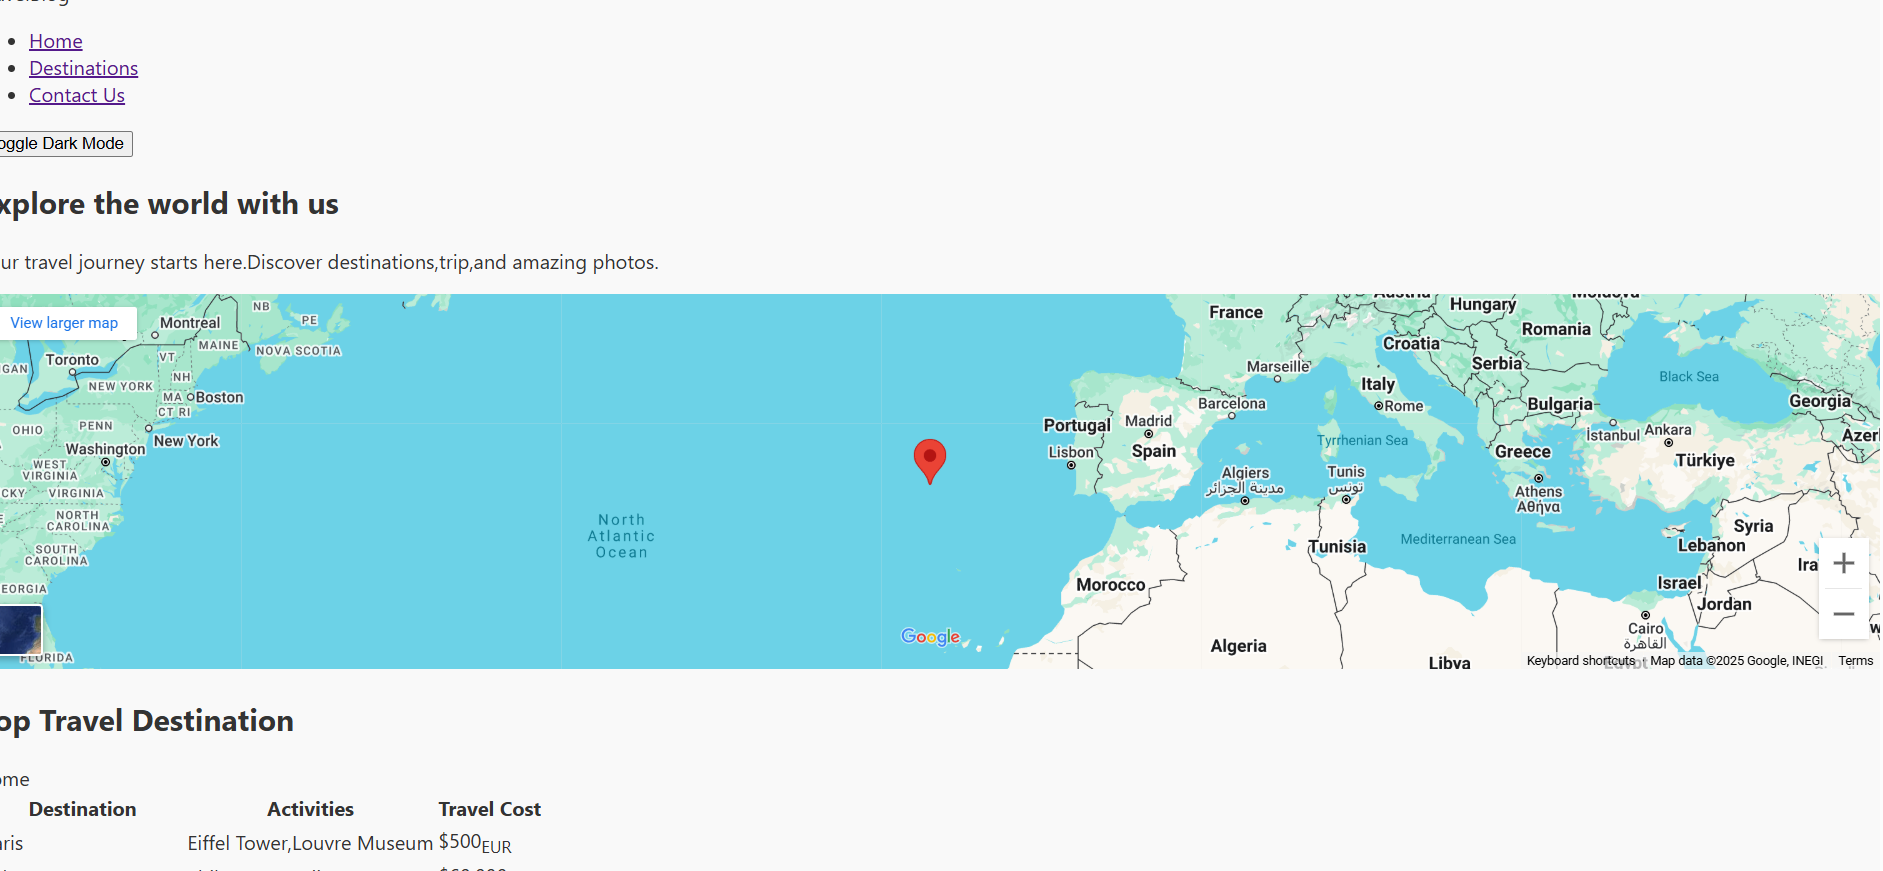 Home
Destinations
Contact Us
oggle Dark Mode
xplore the world with us
ur travel journey starts here.Discover destinations,trip,and amazing photos.
View larger map
Montreal
NB
PE
MAINE
NOVA SCOTIA
Toronto
VT
NH
GAN
NEW YORK
MA
Boston
CT RI
OHIO
PENN
New York
Washington
WEST
VIRGINIA
CKY
VIRGINIA
NORTH
CAROLINA
SOUTH
CAROLINA
EORGIA
FLORIDA
North
Atlantic
Ocean
France
Austria
Hungary
Moldova
Romania
Croatia
Serbia
Marseille
Italy
Black Sea
Barcelona
Rome
Bulgaria
Georgia
Portugal
Madrid
Spain
Lisbon
Tyrrhenian Sea
İstanbul
Ankara
Azer
Greece
Türkiye
Algiers
مدينة الجزائر
Tunis
تونس
Athens
Αθήνα
Syria
Tunisia
Mediterranean Sea
Lebanon
Ira
Morocco
Israel
Jordan
Cairo
القاهرة
Egypt
Algeria
Libya
Google
Keyboard shortcuts
Map data ©2025 Google, INEGI
Terms
op Travel Destination
ome
Destination Activities Travel Cost
ris Eiffel Tower,Louvre Museum $500EUR